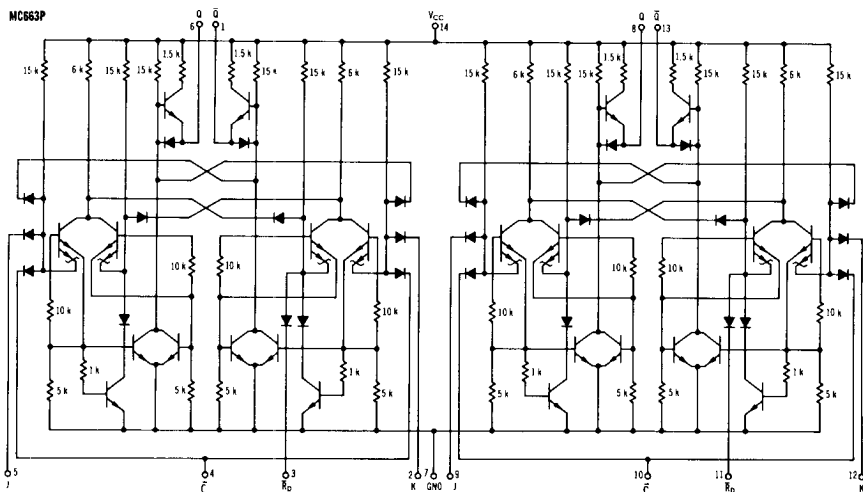 MC663P
Q Q̅ VCC Q Q̅
6 1 14 8 13
1.5 k 1.5 k 1.5 k 1.5 k
15 k 6 k 15 k 15 k 15 k 15 k 6 k 15 k 15 k 6 k 15 k 15 k 15 k 15 k 6 k 15 k
10 k 10 k 10 k 10 k
10 k 10 k 10 k 10 k
1 k 1 k 1 k 1 k
5 k 5 k 5 k 5 k 5 k 5 k 5 k 5 k
5 4 3 2 7 9 10 11 12
J C̅ R̅D K GND J C̅ R̅D K